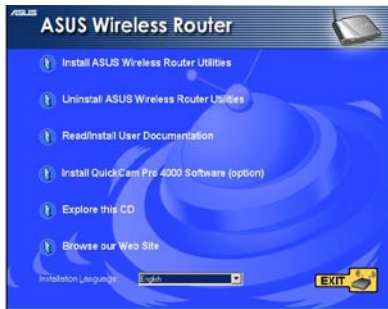 ASUS
ASUS Wireless Router
Install ASUS Wireless Router Utilities
Uninstall ASUS Wireless Router Utilities
Read/Install User Documentation
Install QuickCam Pro 4000 Software (option)
Explore this CD
Browse our Web Site
Installation Language: English
EXIT